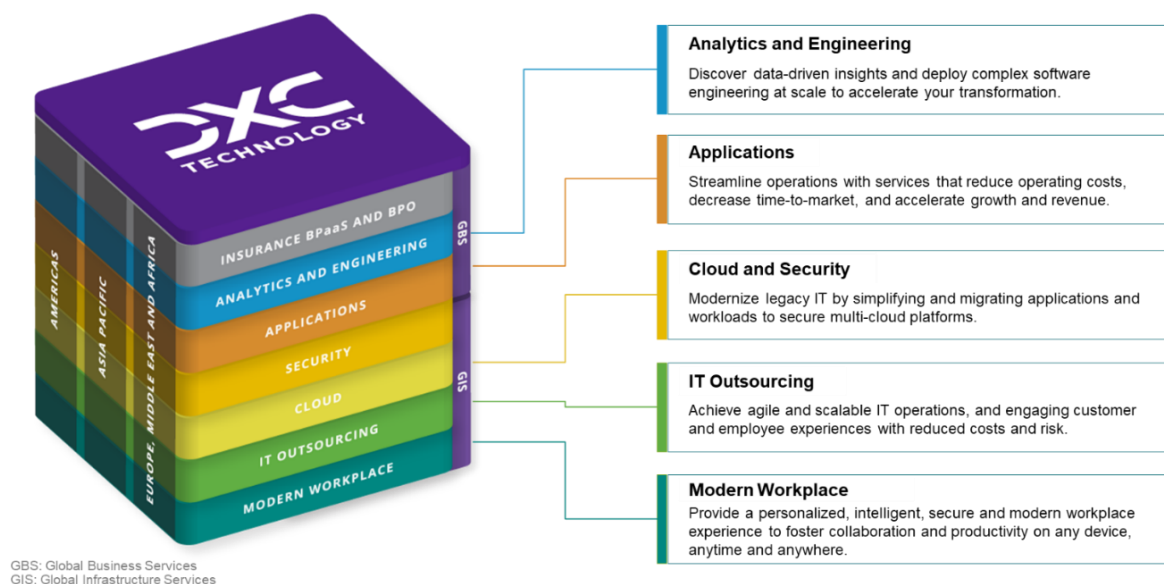 DXC
TECHNOLOGY
INSURANCE BPaaS AND BPO
ANALYTICS AND ENGINEERING
APPLICATIONS
SECURITY
CLOUD
IT OUTSOURCING
MODERN WORKPLACE
GBS
GIS
AMERICAS
ASIA PACIFIC
EUROPE, MIDDLE EAST AND AFRICA
Analytics and Engineering
Discover data-driven insights and deploy complex software
engineering at scale to accelerate your transformation.
Applications
Streamline operations with services that reduce operating costs,
decrease time-to-market, and accelerate growth and revenue.
Cloud and Security
Modernize legacy IT by simplifying and migrating applications and
workloads to secure multi-cloud platforms.
IT Outsourcing
Achieve agile and scalable IT operations, and engaging customer
and employee experiences with reduced costs and risk.
Modern Workplace
Provide a personalized, intelligent, secure and modern workplace
experience to foster collaboration and productivity on any device,
anytime and anywhere.
GBS: Global Business Services
GIS: Global Infrastructure Services